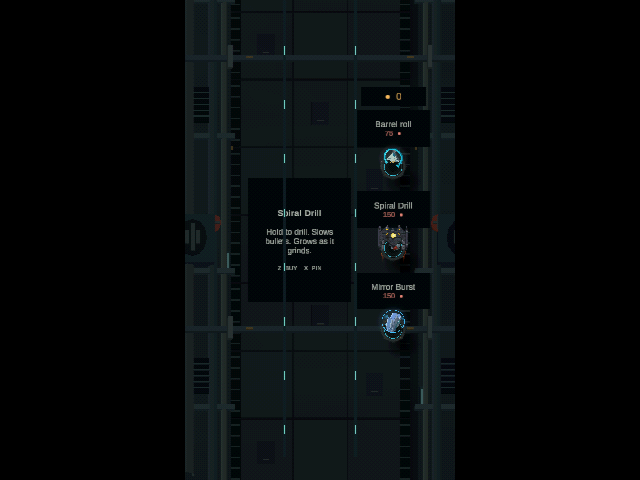 0
Barrel roll
75
Spiral Drill
150
Mirror Burst
150
Spiral Drill
Hold to drill. Slows
bullets. Grows as it
grinds.
Z BUY X PIN